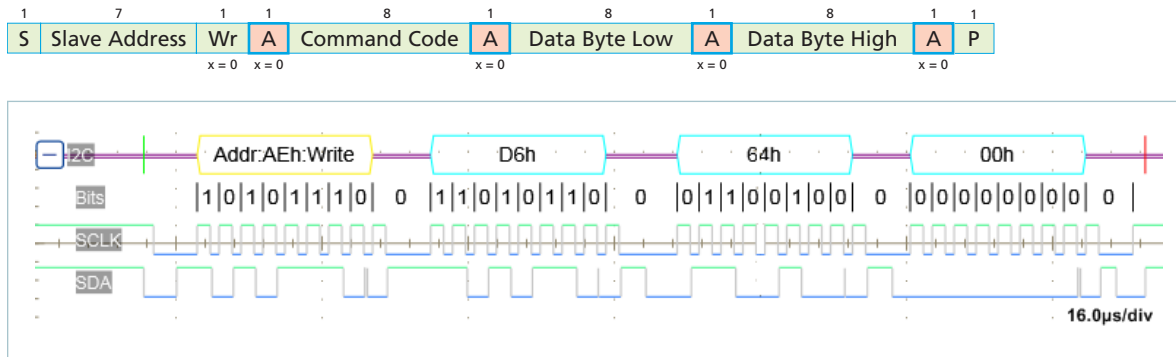 1 7 1 1 8 1 8 1 8 1 1
S Slave Address Wr A Command Code A Data Byte Low A Data Byte High A P
x = 0 x = 0 x = 0 x = 0 x = 0
I2C Addr:AEh:Write D6h 64h 00h
Bits 1 0 1 0 1 1 1 0 0 1 1 0 1 0 1 1 0 0 0 1 1 0 0 1 0 0 0 0 0 0 0 0 0 0 0 0
SCLK
SDA
16.0µs/div